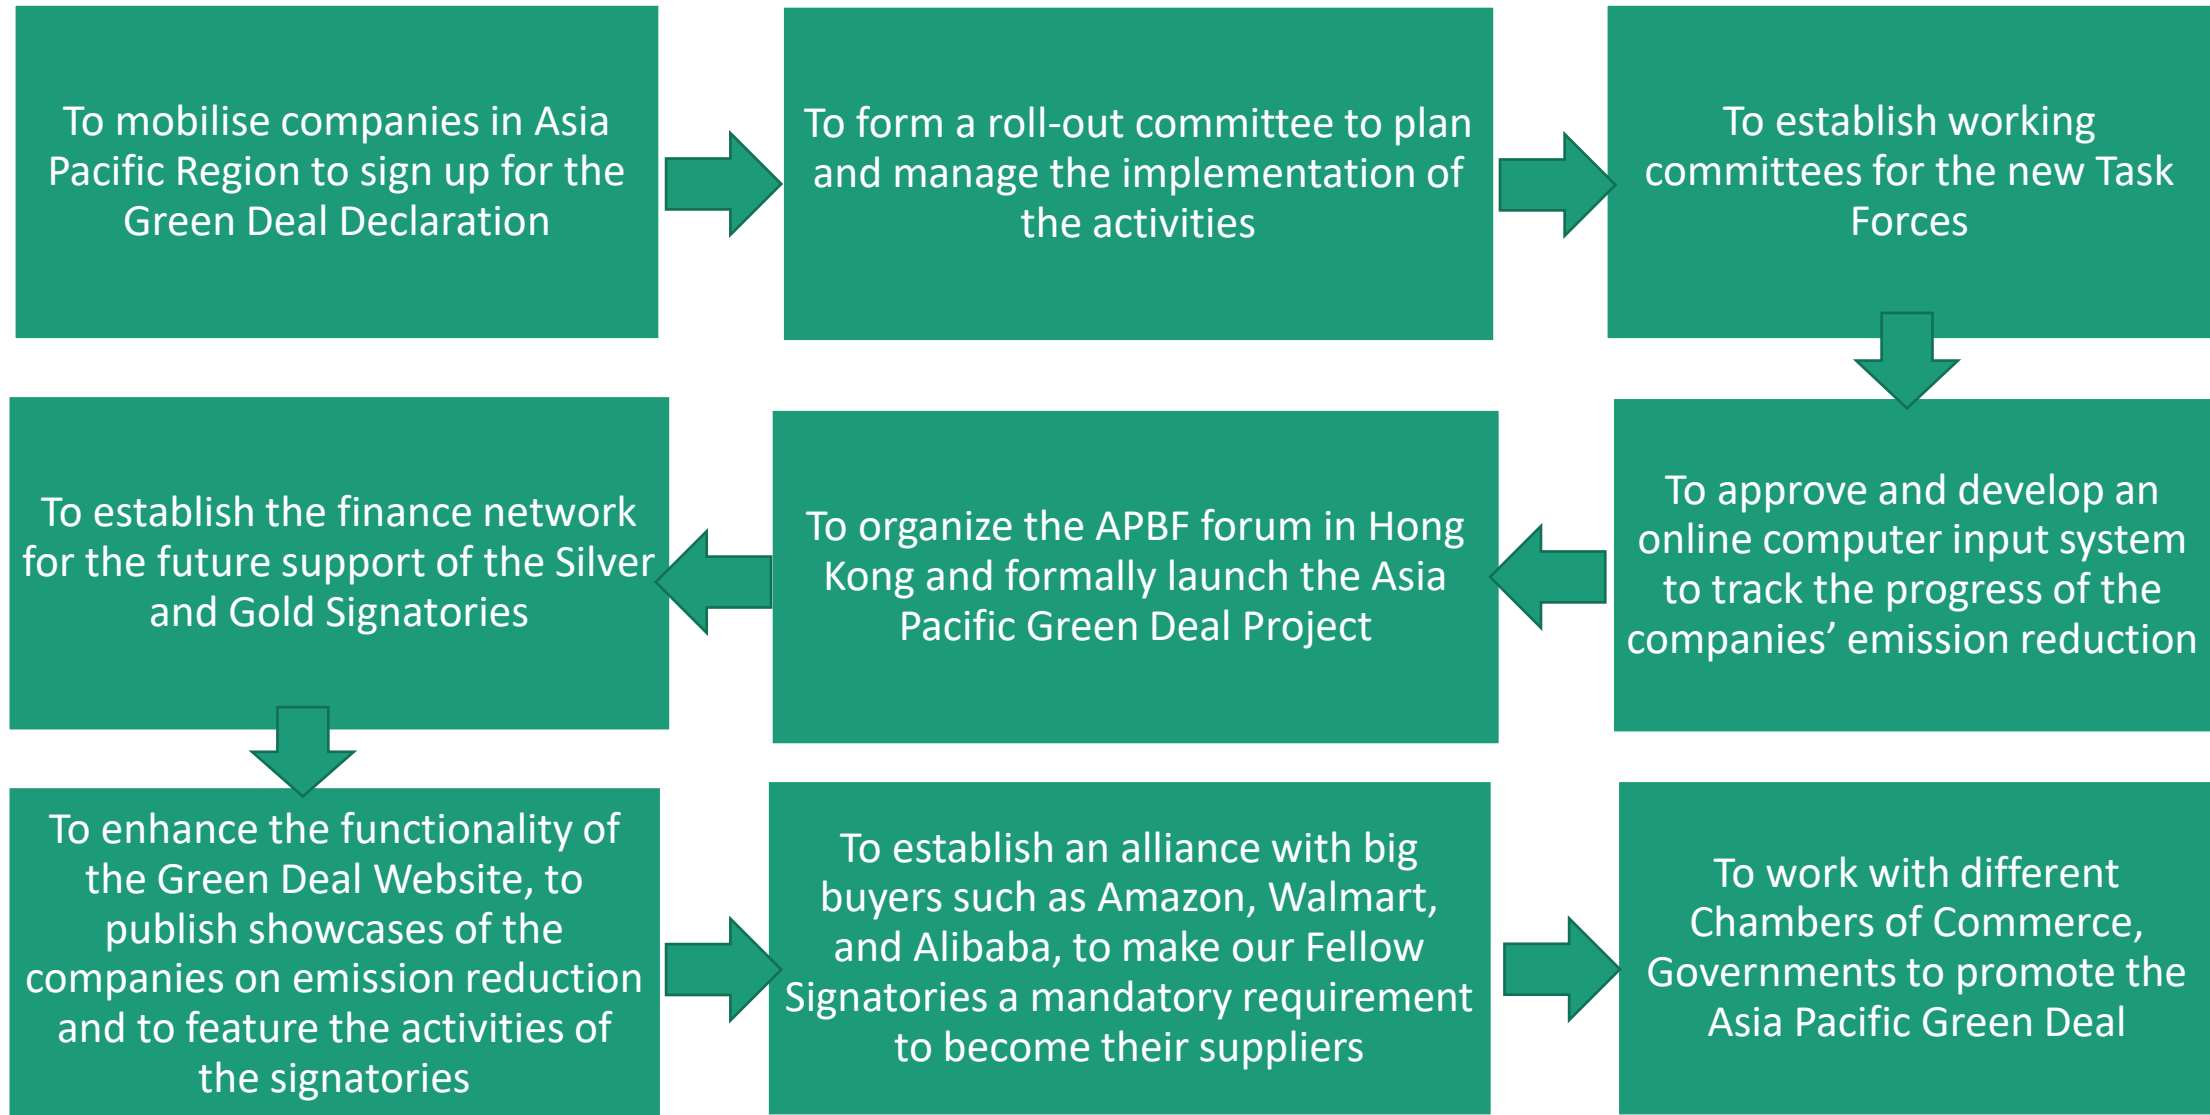 To mobilise companies in Asia
Pacific Region to sign up for the
Green Deal Declaration
To form a roll-out committee to plan
and manage the implementation of
the activities
To establish working
committees for the new Task
Forces
To approve and develop an
online computer input system
to track the progress of the
companies’ emission reduction
To organize the APBF forum in Hong
Kong and formally launch the Asia
Pacific Green Deal Project
To establish the finance network
for the future support of the Silver
and Gold Signatories
To enhance the functionality of
the Green Deal Website, to
publish showcases of the
companies on emission reduction
and to feature the activities of
the signatories
To establish an alliance with big
buyers such as Amazon, Walmart,
and Alibaba, to make our Fellow
Signatories a mandatory requirement
to become their suppliers
To work with different
Chambers of Commerce,
Governments to promote the
Asia Pacific Green Deal